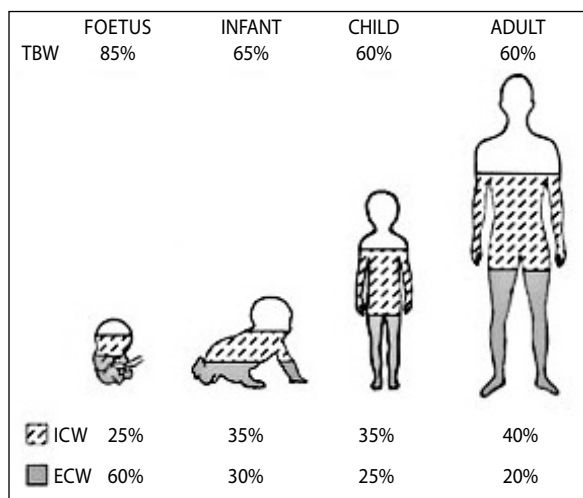 FOETUS INFANT CHILD ADULT
TBW 85% 65% 60% 60%
ICW 25% 35% 35% 40%
ECW 60% 30% 25% 20%